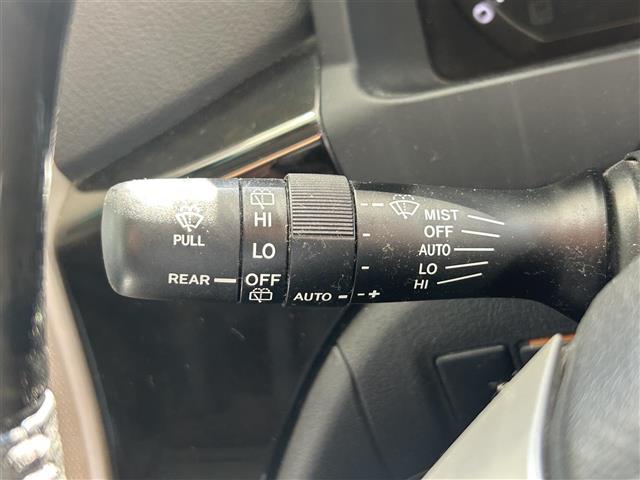 PULL
REAR
HI
LO
OFF
AUTO - - +
MIST
OFF
AUTO
LO
HI